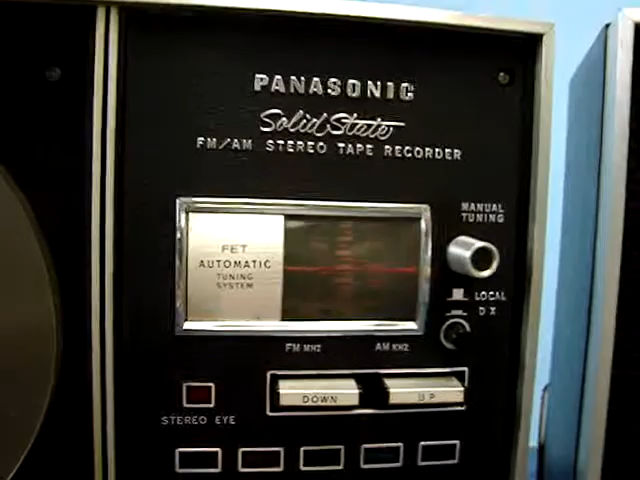 PANASONIC
Solid State
FM/AM STEREO TAPE RECORDER
MANUAL
TUNING
FET
AUTOMATIC
TUNING
SYSTEM
LOCAL
DX
FM MHZ AM KHZ
DOWN UP
STEREO EYE